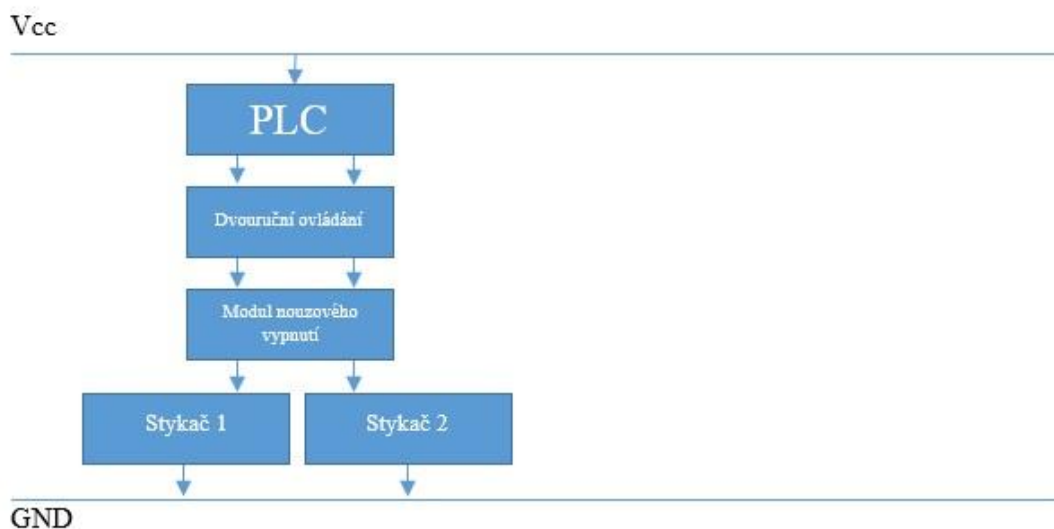 Vcc
PLC
Dvouruční ovládání
Modul nouzového
vypnutí
Stykač 1
Stykač 2
GND